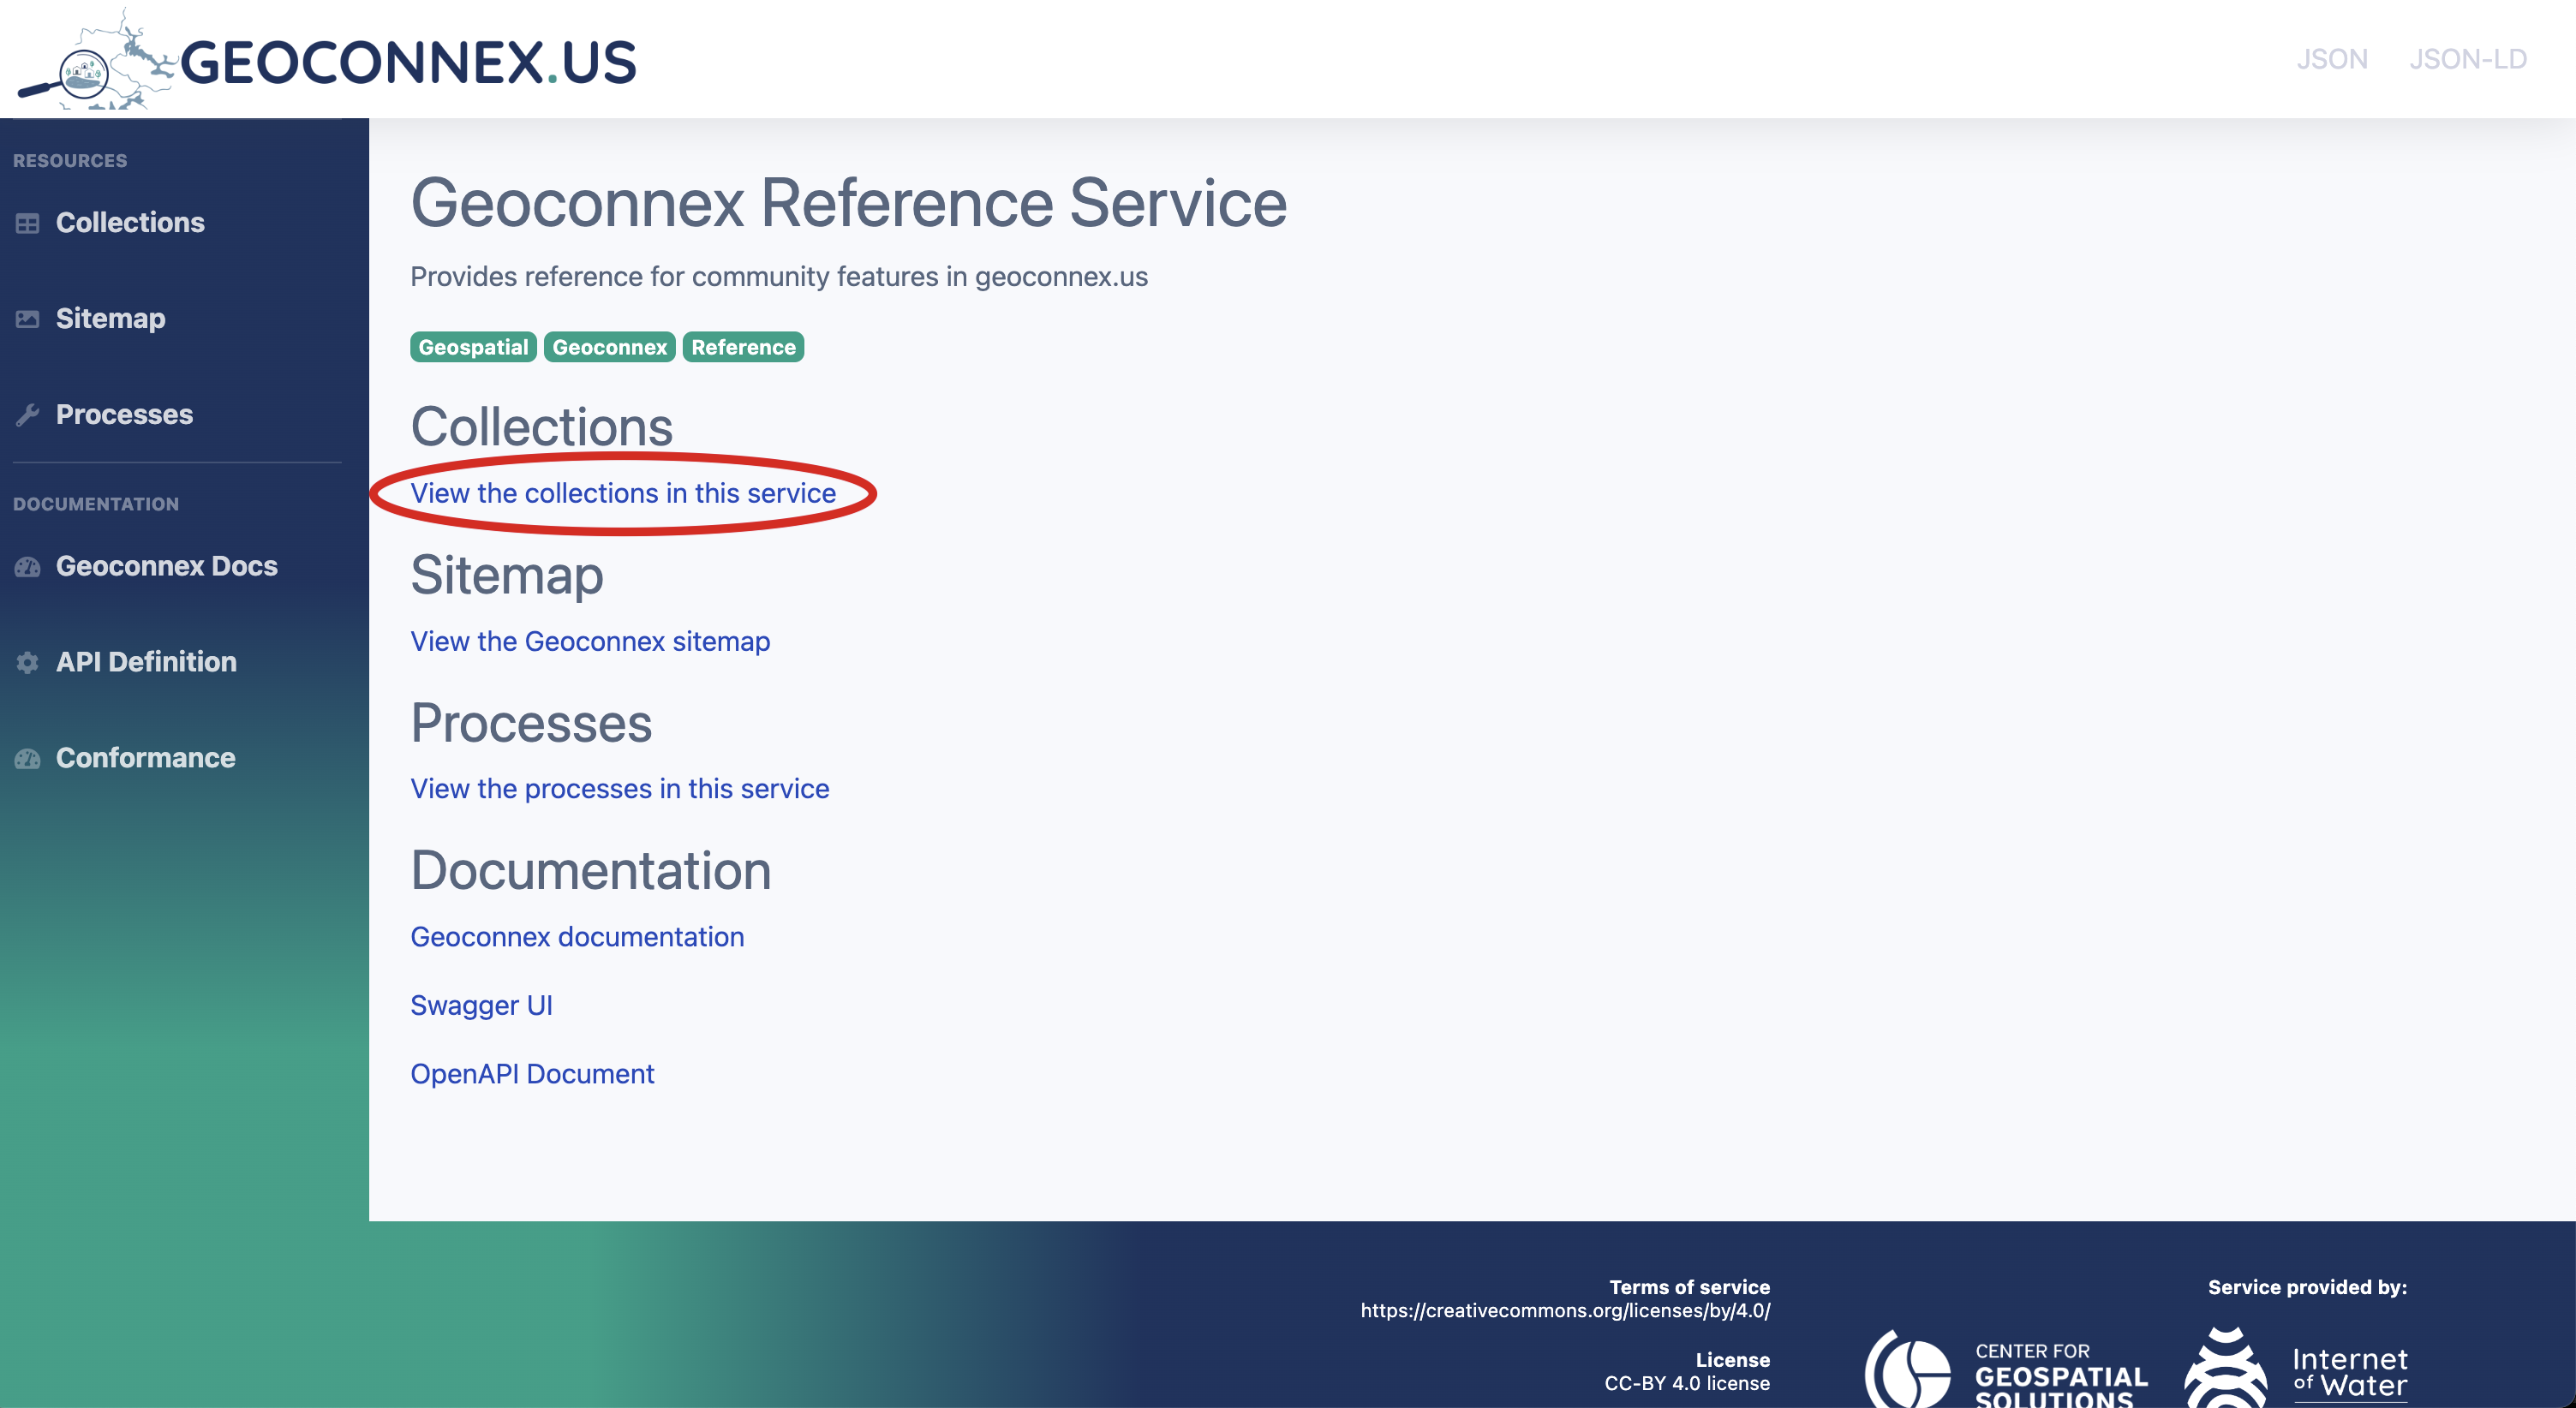 GEOCONNEX.US
JSON JSON-LD
RESOURCES
Collections
Sitemap
Processes
DOCUMENTATION
Geoconnex Docs
API Definition
Conformance
Geoconnex Reference Service
Provides reference for community features in geoconnex.us
Geospatial Geoconnex Reference
Collections
View the collections in this service
Sitemap
View the Geoconnex sitemap
Processes
View the processes in this service
Documentation
Geoconnex documentation
Swagger UI
OpenAPI Document
Terms of service
https://creativecommons.org/licenses/by/4.0/
License
CC-BY 4.0 license
Service provided by:
CENTER FOR
GEOSPATIAL
SOLUTIONS
Internet
of Water